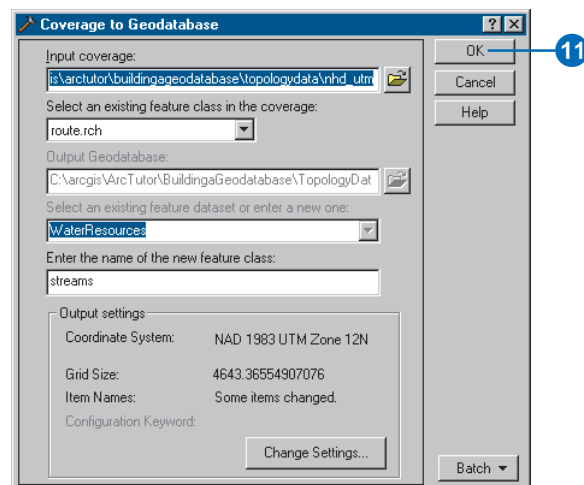 Coverage to Geodatabase
Input coverage:
is\arctutor\buildingageodatabase\topologydata\nhd_utm
Select an existing feature class in the coverage:
route.rch
Output Geodatabase:
C:\arcgis\ArcTutor\BuildingaGeodatabase\TopologyDat
Select an existing feature dataset or enter a new one:
WaterResources
Enter the name of the new feature class:
streams
Output settings
Coordinate System: NAD 1983 UTM Zone 12N
Grid Size: 4643.36554907076
Item Names: Some items changed.
Configuration Keyword:
Change Settings...
OK
11
Cancel
Help
Batch